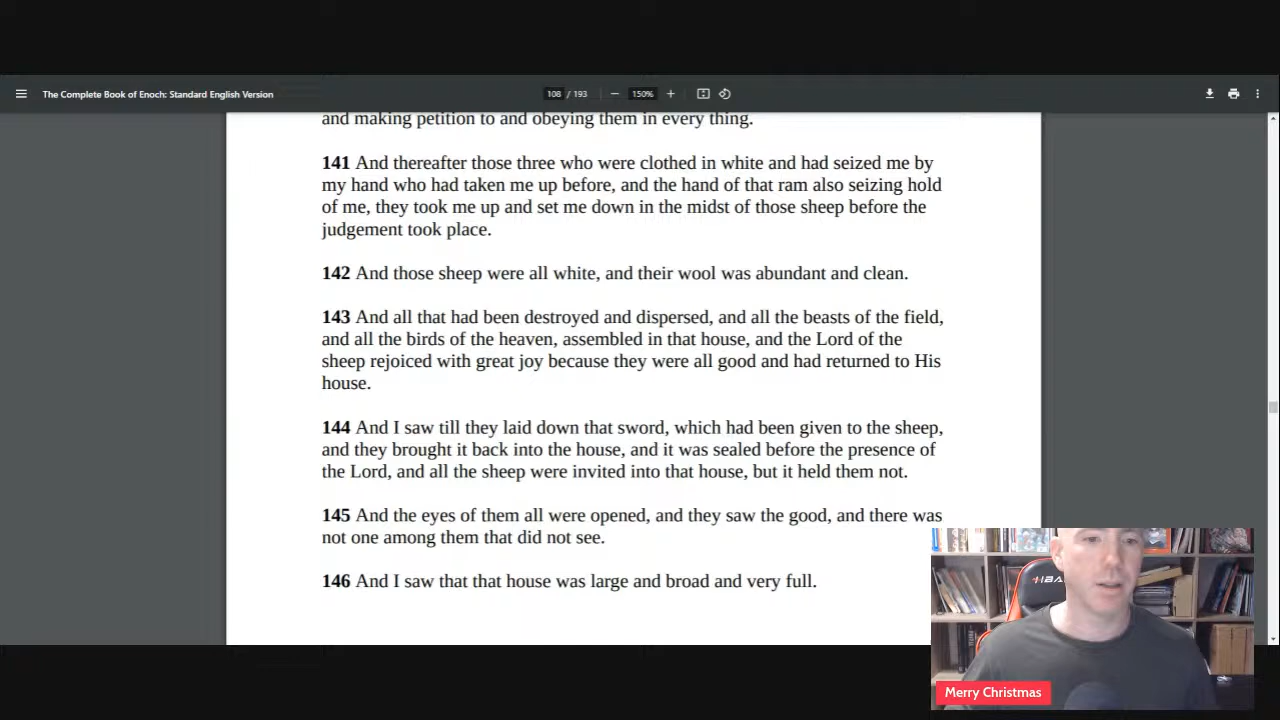 The Complete Book of Enoch: Standard English Version
108 / 193
150%
and making petition to and obeying them in every thing.
141 And thereafter those three who were clothed in white and had seized me by
my hand who had taken me up before, and the hand of that ram also seizing hold
of me, they took me up and set me down in the midst of those sheep before the
judgement took place.
142 And those sheep were all white, and their wool was abundant and clean.
143 And all that had been destroyed and dispersed, and all the beasts of the field,
and all the birds of the heaven, assembled in that house, and the Lord of the
sheep rejoiced with great joy because they were all good and had returned to His
house.
144 And I saw till they laid down that sword, which had been given to the sheep,
and they brought it back into the house, and it was sealed before the presence of
the Lord, and all the sheep were invited into that house, but it held them not.
145 And the eyes of them all were opened, and they saw the good, and there was
not one among them that did not see.
146 And I saw that that house was large and broad and very full.
Merry Christmas